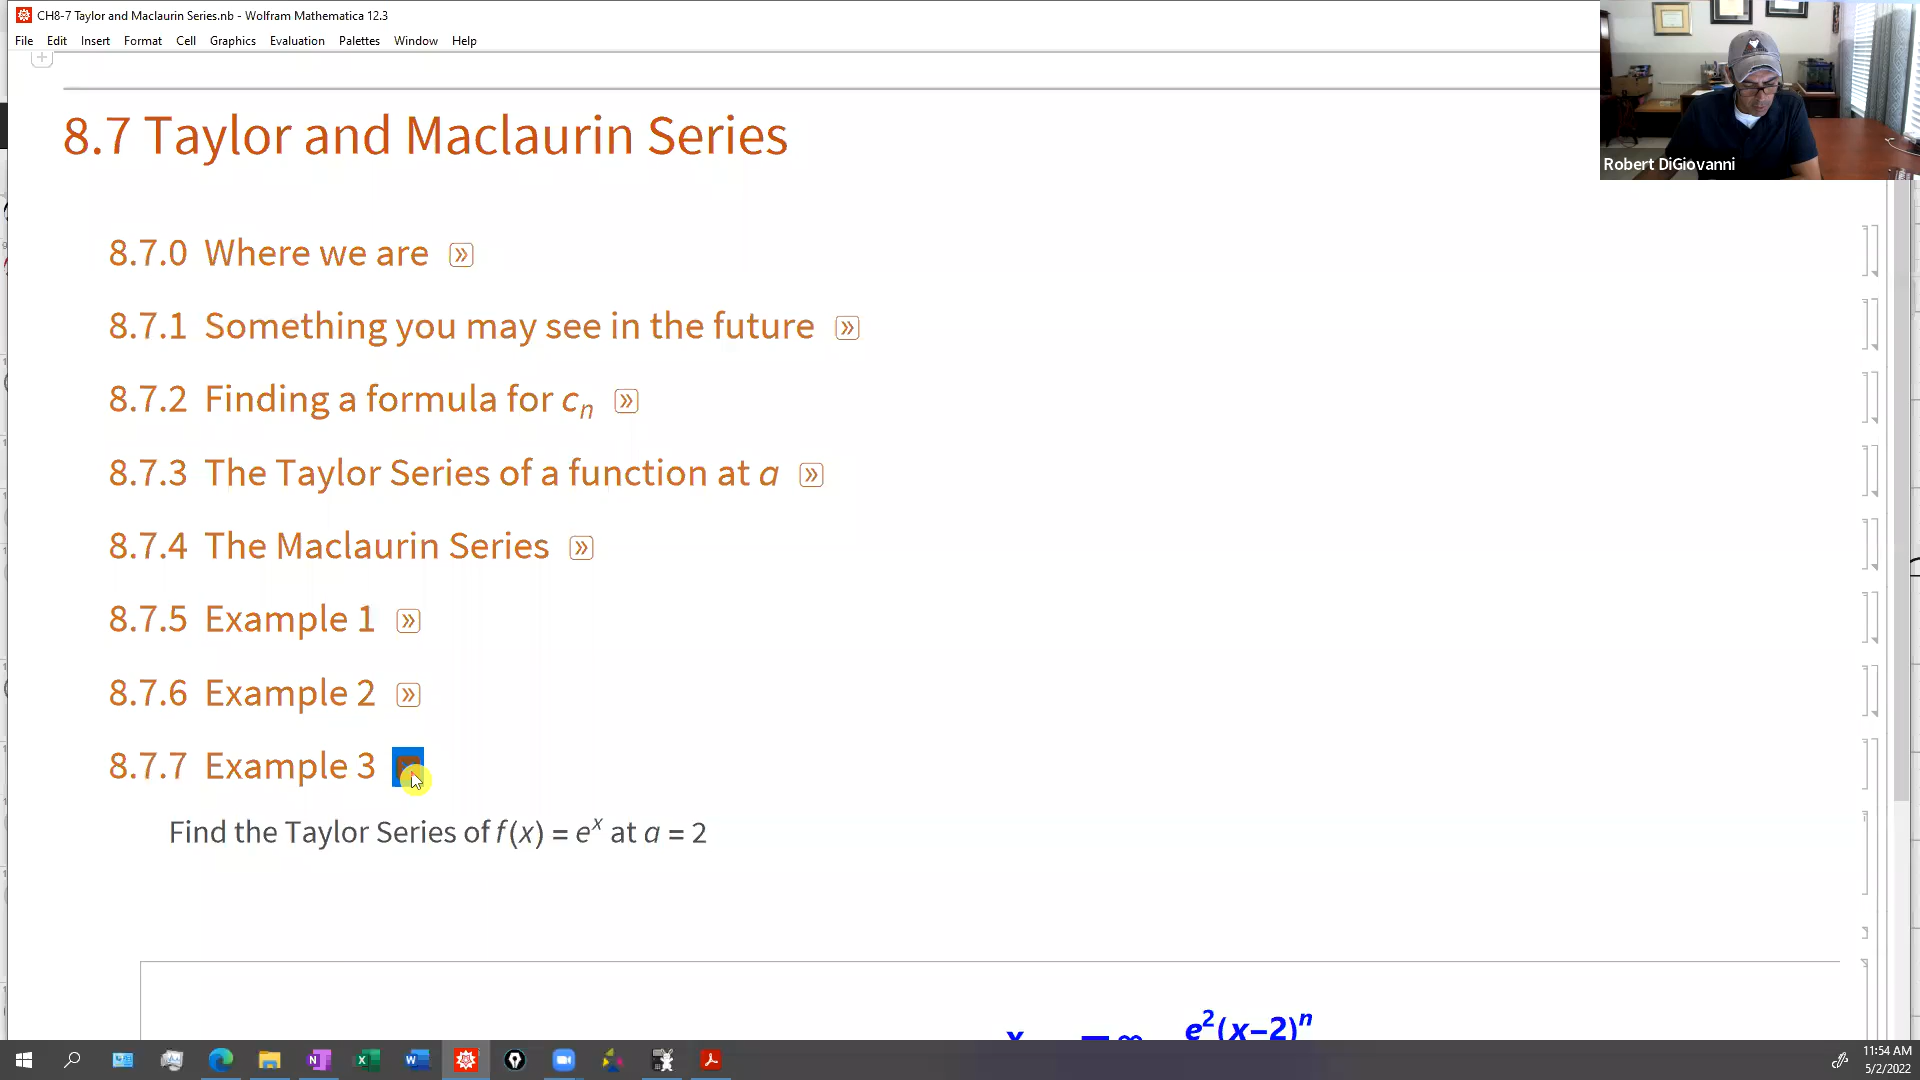 CH8-7 Taylor and Maclaurin Series.nb - Wolfram Mathematica 12.3
File Edit Insert Format Cell Graphics Evaluation Palettes Window Help
8.7 Taylor and Maclaurin Series
Robert DiGiovanni
8.7.0 Where we are »
8.7.1 Something you may see in the future »
8.7.2 Finding a formula for cₙ »
8.7.3 The Taylor Series of a function at a »
8.7.4 The Maclaurin Series »
8.7.5 Example 1 »
8.7.6 Example 2 »
8.7.7 Example 3
Find the Taylor Series of f(x) = eˣ at a = 2
e²(x−2)ⁿ
11:54 AM
5/2/2022